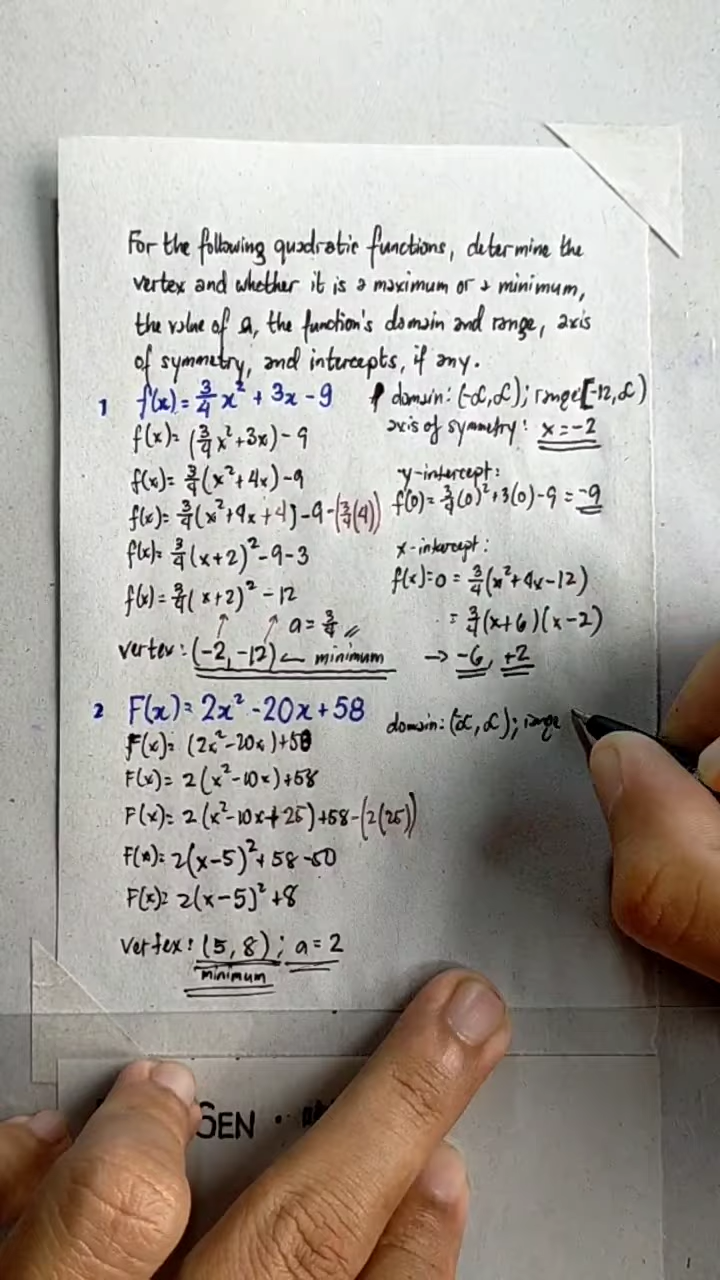 For the following quadratic functions, determine the
vertex and whether it is a maximum or a minimum,
the value of a, the function's domain and range, axis
of symmetry, and intercepts, if any.
1 f(x) = 3/4 x² + 3x - 9
f(x) = (3/4 x² + 3x) - 9
f(x) = 3/4 (x² + 4x) - 9
f(x) = 3/4 (x² + 4x + 4) - 9 - (3/4(4))
f(x) = 3/4 (x+2)² - 9 - 3
f(x) = 3/4 (x+2)² - 12
a = 3/4
vertex: (-2, -12) ← minimum
domain: (-∞, ∞); range [-12, ∞)
axis of symmetry: x = -2
y-intercept:
f(0) = 3/4 (0)² + 3(0) - 9 = -9
x-intercept:
f(x) = 0 = 3/4 (x² + 4x - 12)
= 3/4 (x+6)(x-2)
→ -6, +2
2 F(x) = 2x² - 20x + 58
F(x) = (2x² - 20x) + 58
F(x) = 2(x² - 10x) + 58
F(x) = 2(x² - 10x + 25) + 58 - (2(25))
F(x) = 2(x-5)² + 58 - 50
F(x) = 2(x-5)² + 8
vertex: (5, 8); a = 2
minimum
domain: (-∞, ∞); range